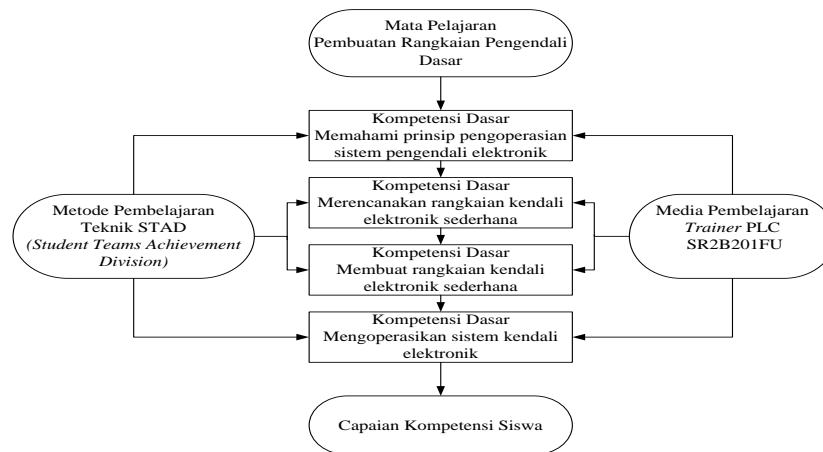 Mata Pelajaran
Pembuatan Rangkaian Pengendali
Dasar
Kompetensi Dasar
Memahami prinsip pengoperasian
sistem pengendali elektronik
Kompetensi Dasar
Merencanakan rangkaian kendali
elektronik sederhana
Metode Pembelajaran
Teknik STAD
(Student Teams Achievement
Division)
Media Pembelajaran
Trainer PLC
SR2B201FU
Kompetensi Dasar
Membuat rangkaian kendali
elektronik sederhana
Kompetensi Dasar
Mengoperasikan sistem kendali
elektronik
Capaian Kompetensi Siswa